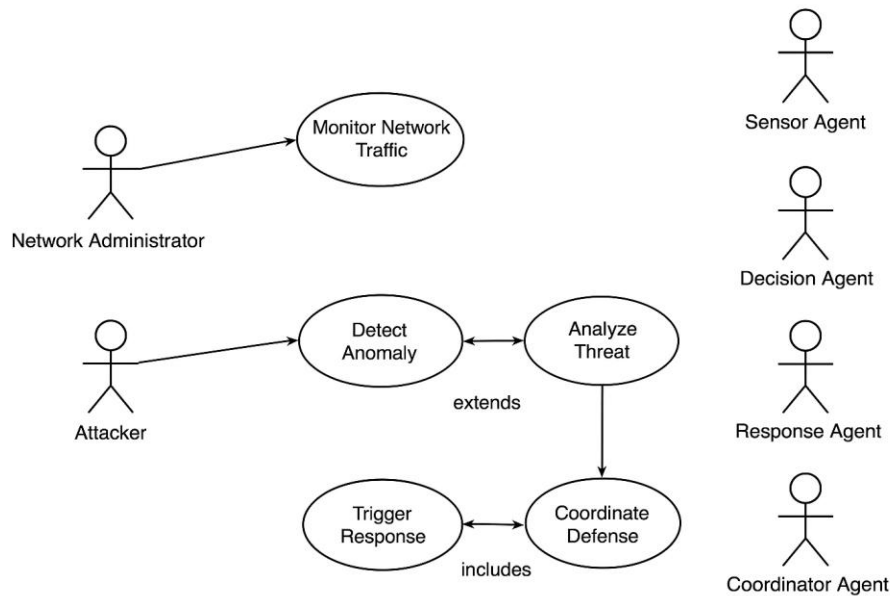 Sensor Agent
Monitor Network
Traffic
Network Administrator
Decision Agent
Detect
Anomaly
Analyze
Threat
extends
Attacker
Response Agent
Trigger
Response
Coordinate
Defense
includes
Coordinator Agent